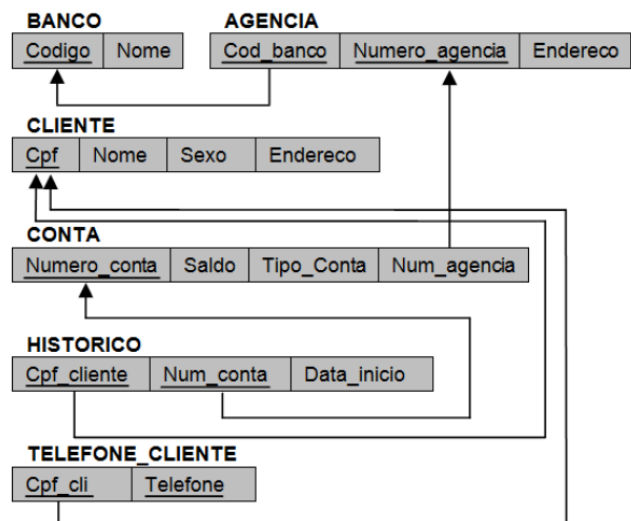 BANCO AGENCIA
Codigo Nome Cod_banco Numero_agencia Endereco
CLIENTE
Cpf Nome Sexo Endereco
CONTA
Numero_conta Saldo Tipo_Conta Num_agencia
HISTORICO
Cpf_cliente Num_conta Data_inicio
TELEFONE_CLIENTE
Cpf_cli Telefone